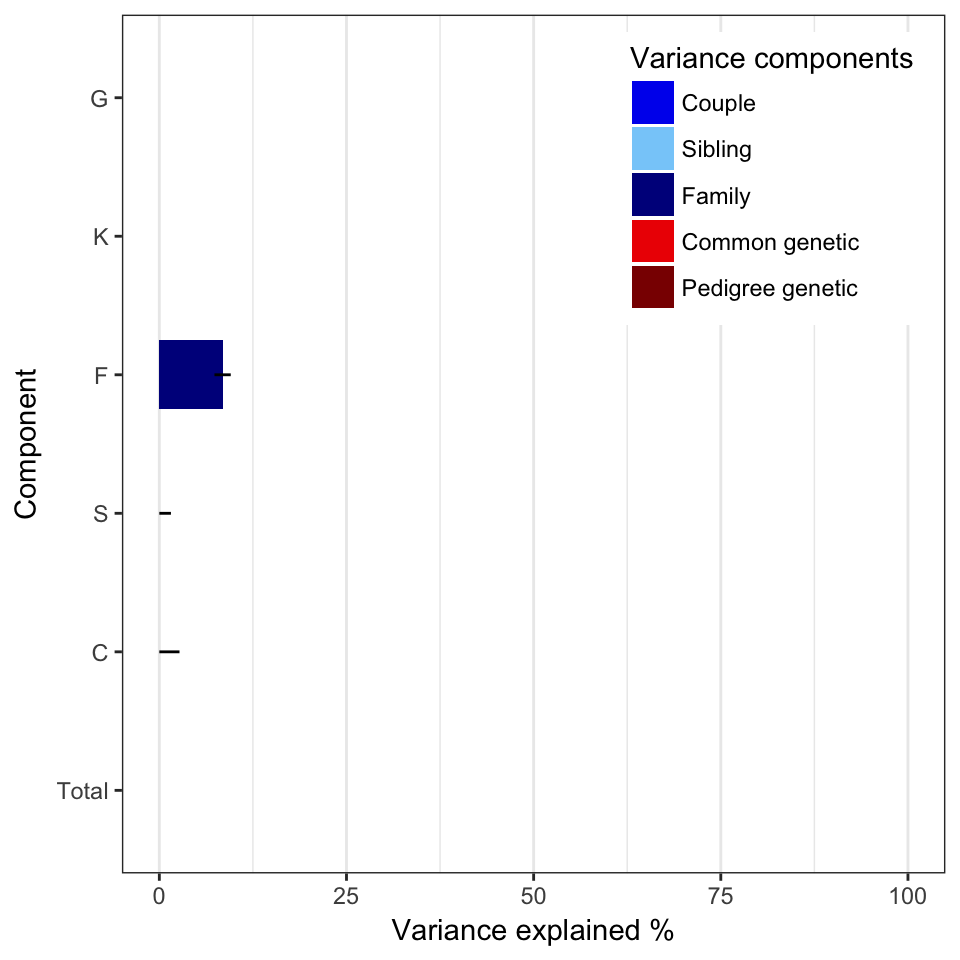 Variance components
Couple
Sibling
Family
Common genetic
Pedigree genetic
G
K
F
S
C
Total
Component
0 25 50 75 100
Variance explained %